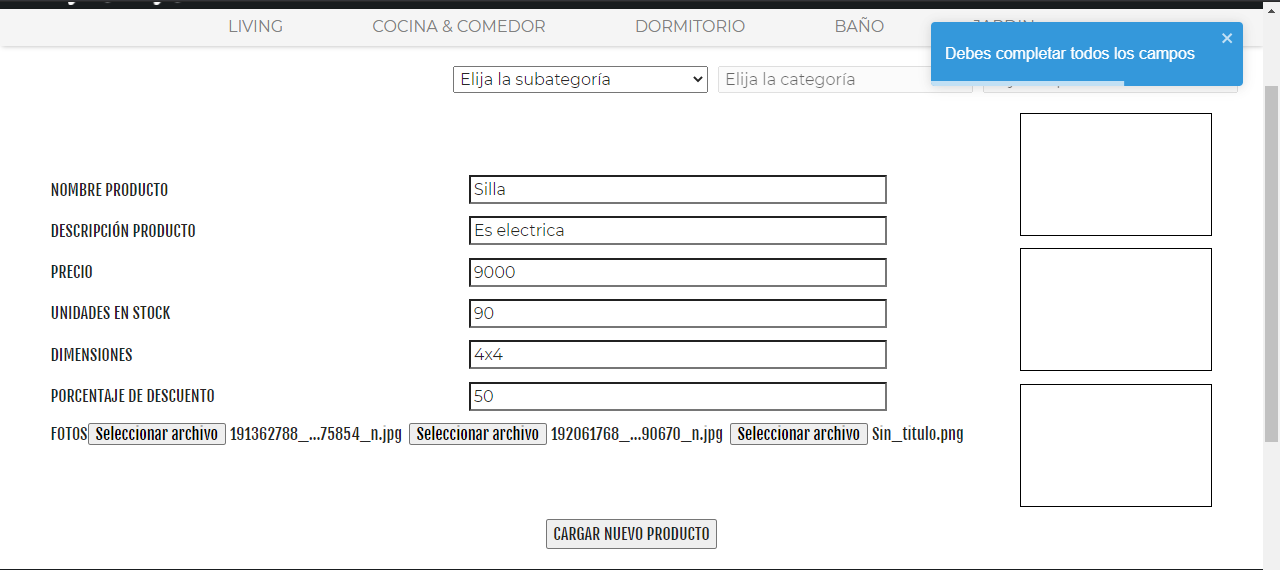 LIVING COCINA & COMEDOR DORMITORIO BAÑO
Debes completar todos los campos ×
Elija la subategoría Elija la categoría
NOMBRE PRODUCTO Silla
DESCRIPCIÓN PRODUCTO Es electrica
PRECIO 9000
UNIDADES EN STOCK 90
DIMENSIONES 4x4
PORCENTAJE DE DESCUENTO 50
FOTOS Seleccionar archivo 191362788_...75854_n.jpg Seleccionar archivo 192061768_...90670_n.jpg Seleccionar archivo Sin_titulo.png
CARGAR NUEVO PRODUCTO